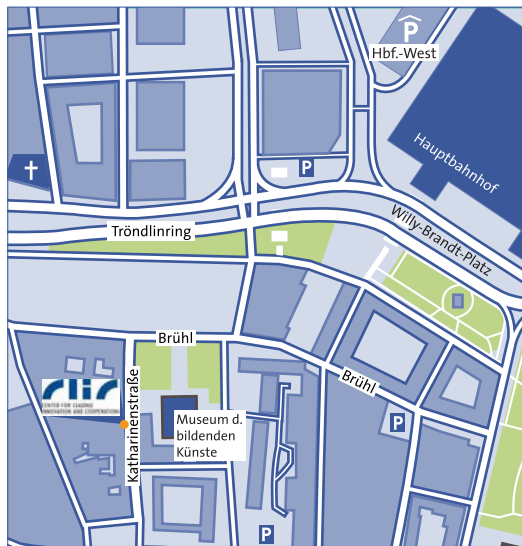 P
Hbf.-West
Hauptbahnhof
P
Willy-Brandt-Platz
Tröndlinring
Brühl
Brühl
clic
CENTER FOR LEADING
INNOVATION AND COOPERATION
Katharinenstraße
Museum d.
bildenden
Künste
P
P